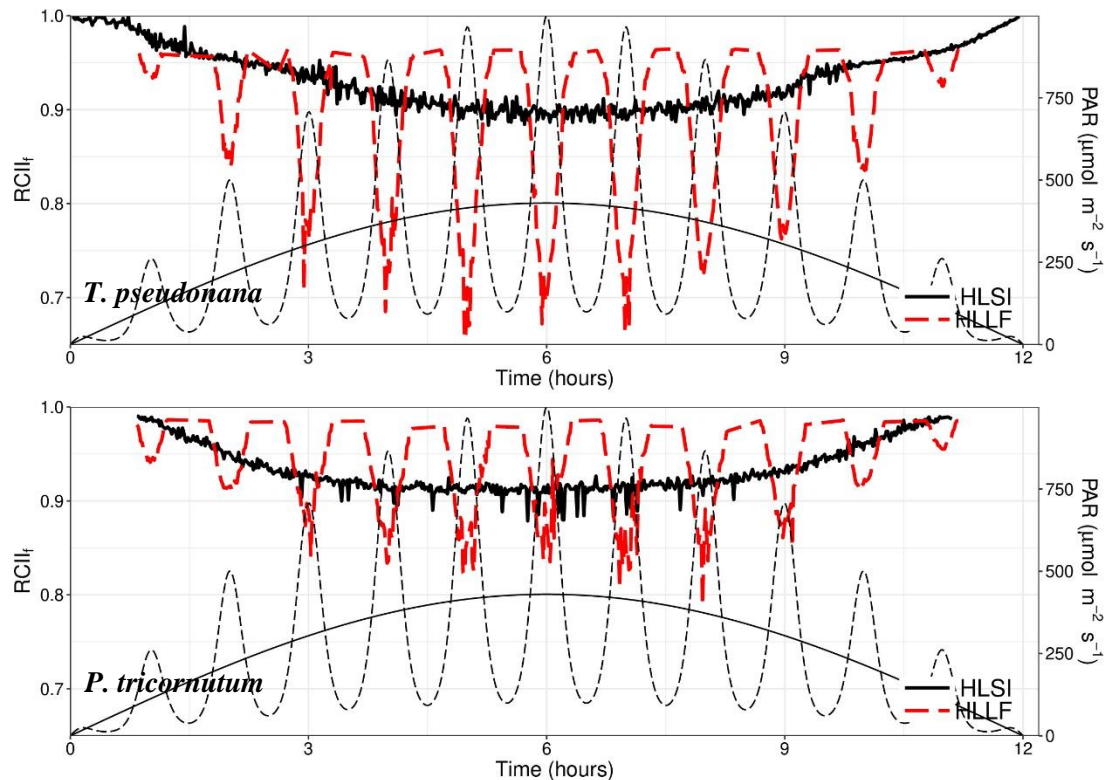 1.0
0.9
0.8
0.7
RCII_f
750
500
250
0
PAR (µmol m⁻² s⁻¹)
T. pseudonana
HLSI
HLLF
0 3 6 9 12
Time (hours)
1.0
0.9
0.8
0.7
RCII_f
750
500
250
0
PAR (µmol m⁻² s⁻¹)
P. tricornutum
HLSI
HLLF
0 3 6 9 12
Time (hours)